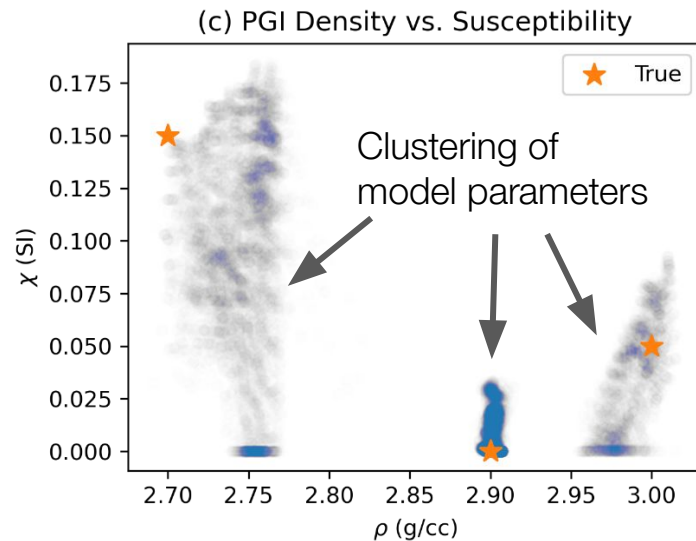 (c) PGI Density vs. Susceptibility
True
Clustering of
model parameters
χ (SI)
0.175
0.150
0.125
0.100
0.075
0.050
0.025
0.000
2.70 2.75 2.80 2.85 2.90 2.95 3.00
ρ (g/cc)